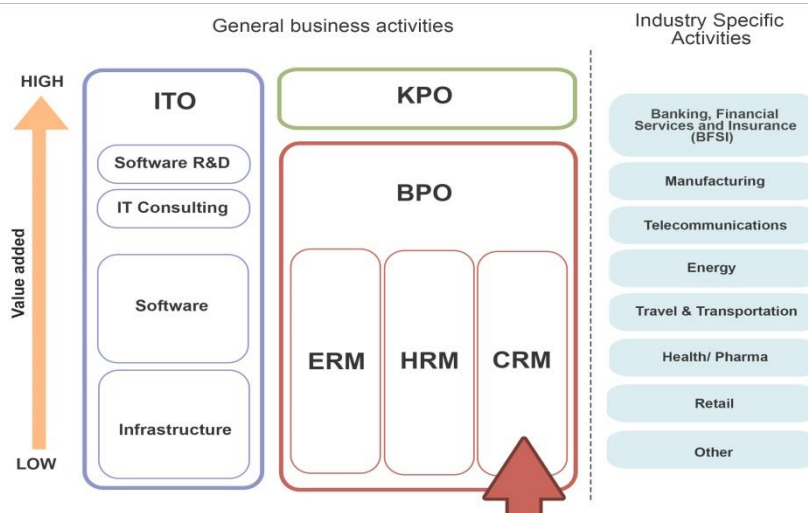 General business activities
Industry Specific
Activities
HIGH
Value added
LOW
ITO
Software R&D
IT Consulting
Software
Infrastructure
KPO
BPO
ERM
HRM
CRM
Banking, Financial
Services and Insurance
(BFSI)
Manufacturing
Telecommunications
Energy
Travel & Transportation
Health/ Pharma
Retail
Other